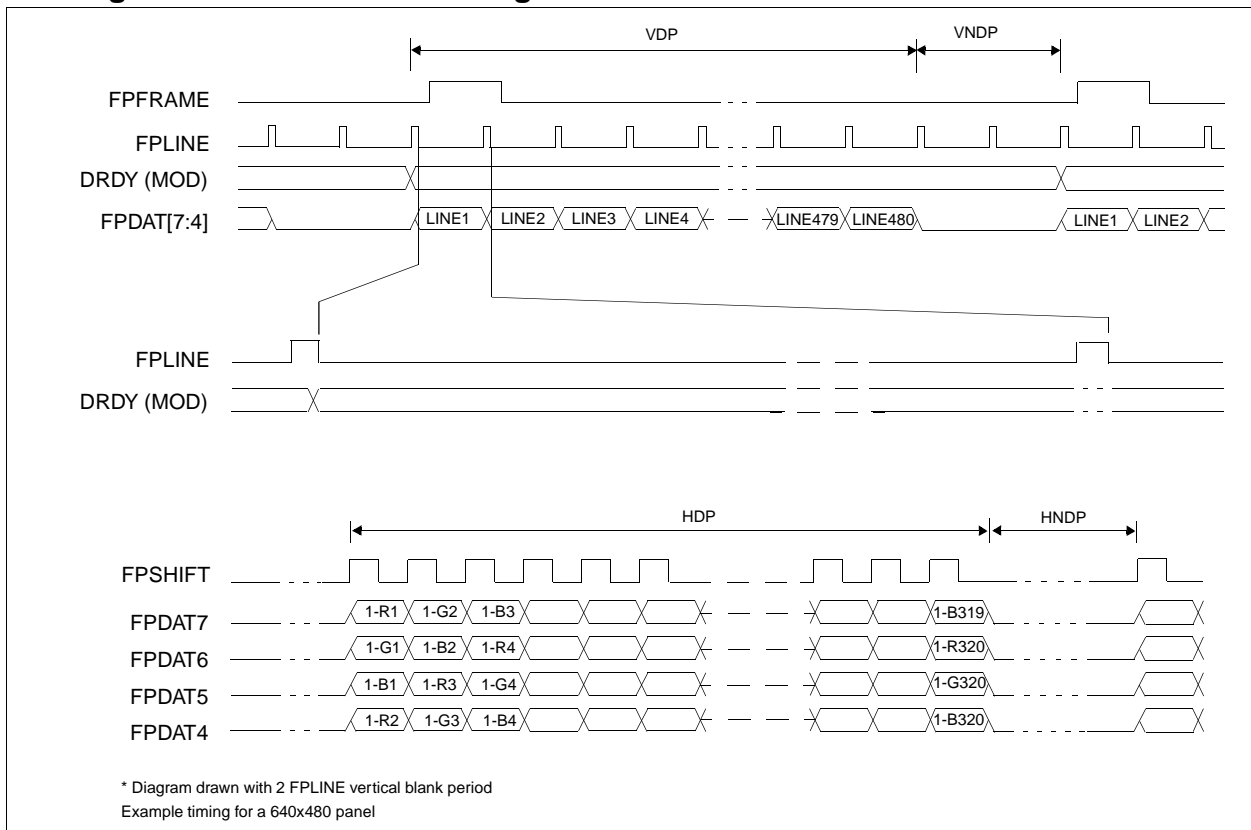 VDP VNDP
FPFRAME
FPLINE
DRDY (MOD)
FPDAT[7:4] LINE1 LINE2 LINE3 LINE4 LINE479 LINE480 LINE1 LINE2
FPLINE
DRDY (MOD)
HDP HNDP
FPSHIFT
FPDAT7 1-R1 1-G2 1-B3 1-B319
FPDAT6 1-G1 1-B2 1-R4 1-R320
FPDAT5 1-B1 1-R3 1-G4 1-G320
FPDAT4 1-R2 1-G3 1-B4 1-B320
* Diagram drawn with 2 FPLINE vertical blank period
Example timing for a 640x480 panel